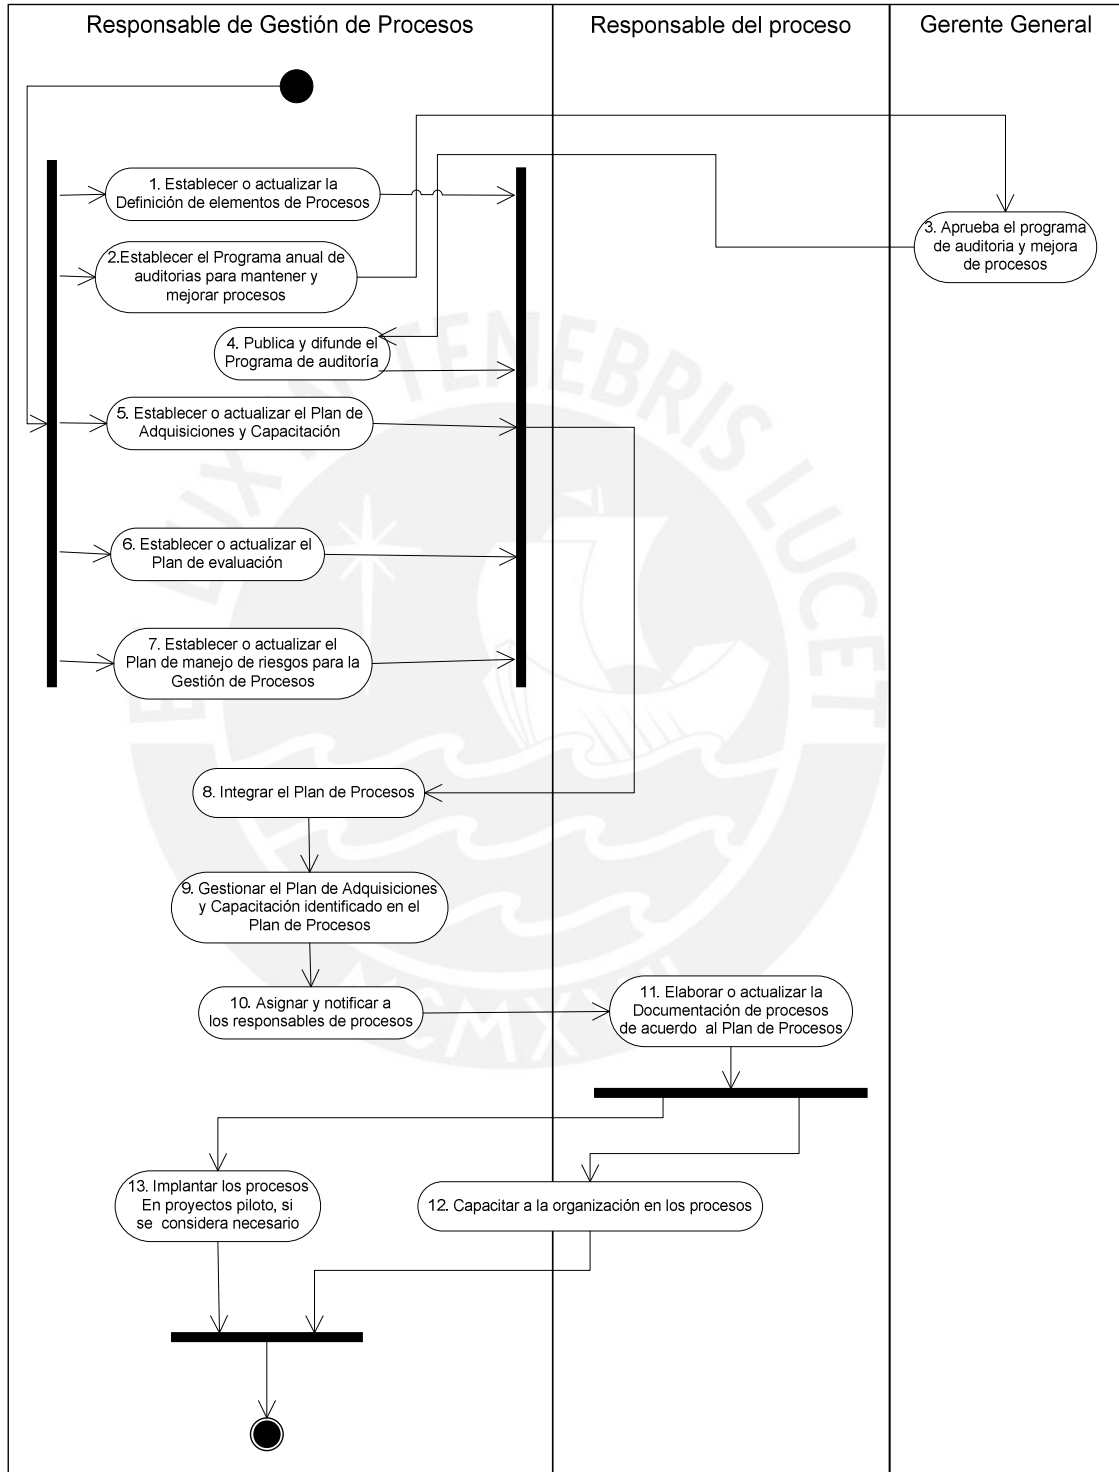 Responsable de Gestión de Procesos
Responsable del proceso
Gerente General
1. Establecer o actualizar la
Definición de elementos de Procesos
2.Establecer el Programa anual de
auditorias para mantener y
mejorar procesos
3. Aprueba el programa
de auditoria y mejora
de procesos
4. Publica y difunde el
Programa de auditoría
5. Establecer o actualizar el Plan de
Adquisiciones y Capacitación
6. Establecer o actualizar el
Plan de evaluación
7. Establecer o actualizar el
Plan de manejo de riesgos para la
Gestión de Procesos
8. Integrar el Plan de Procesos
9. Gestionar el Plan de Adquisiciones
y Capacitación identificado en el
Plan de Procesos
10. Asignar y notificar a
los responsables de procesos
11. Elaborar o actualizar la
Documentación de procesos
de acuerdo al Plan de Procesos
13. Implantar los procesos
En proyectos piloto, si
se considera necesario
12. Capacitar a la organización en los procesos
TENEBRIS LUCET